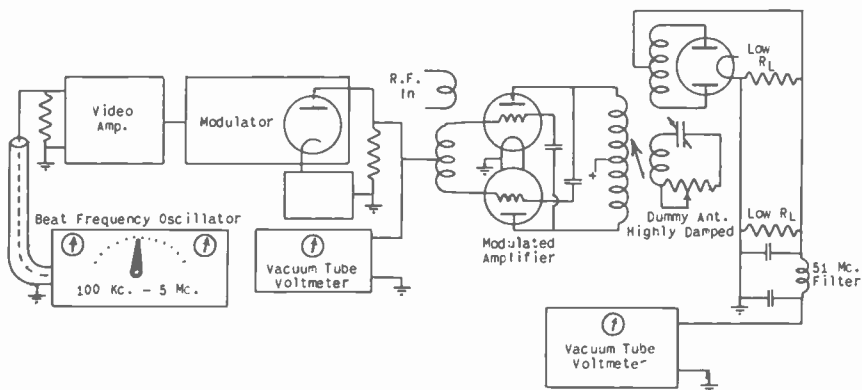 Video
Amp.
Modulator
R.F.
In
Low
RL
Beat Frequency Oscillator
100 Kc. - 5 Mc.
Vacuum Tube
Voltmeter
Modulated
Amplifier
+
Dummy Ant.
Highly Damped
Low RL
51 Mc.
Filter
Vacuum Tube
Voltmeter